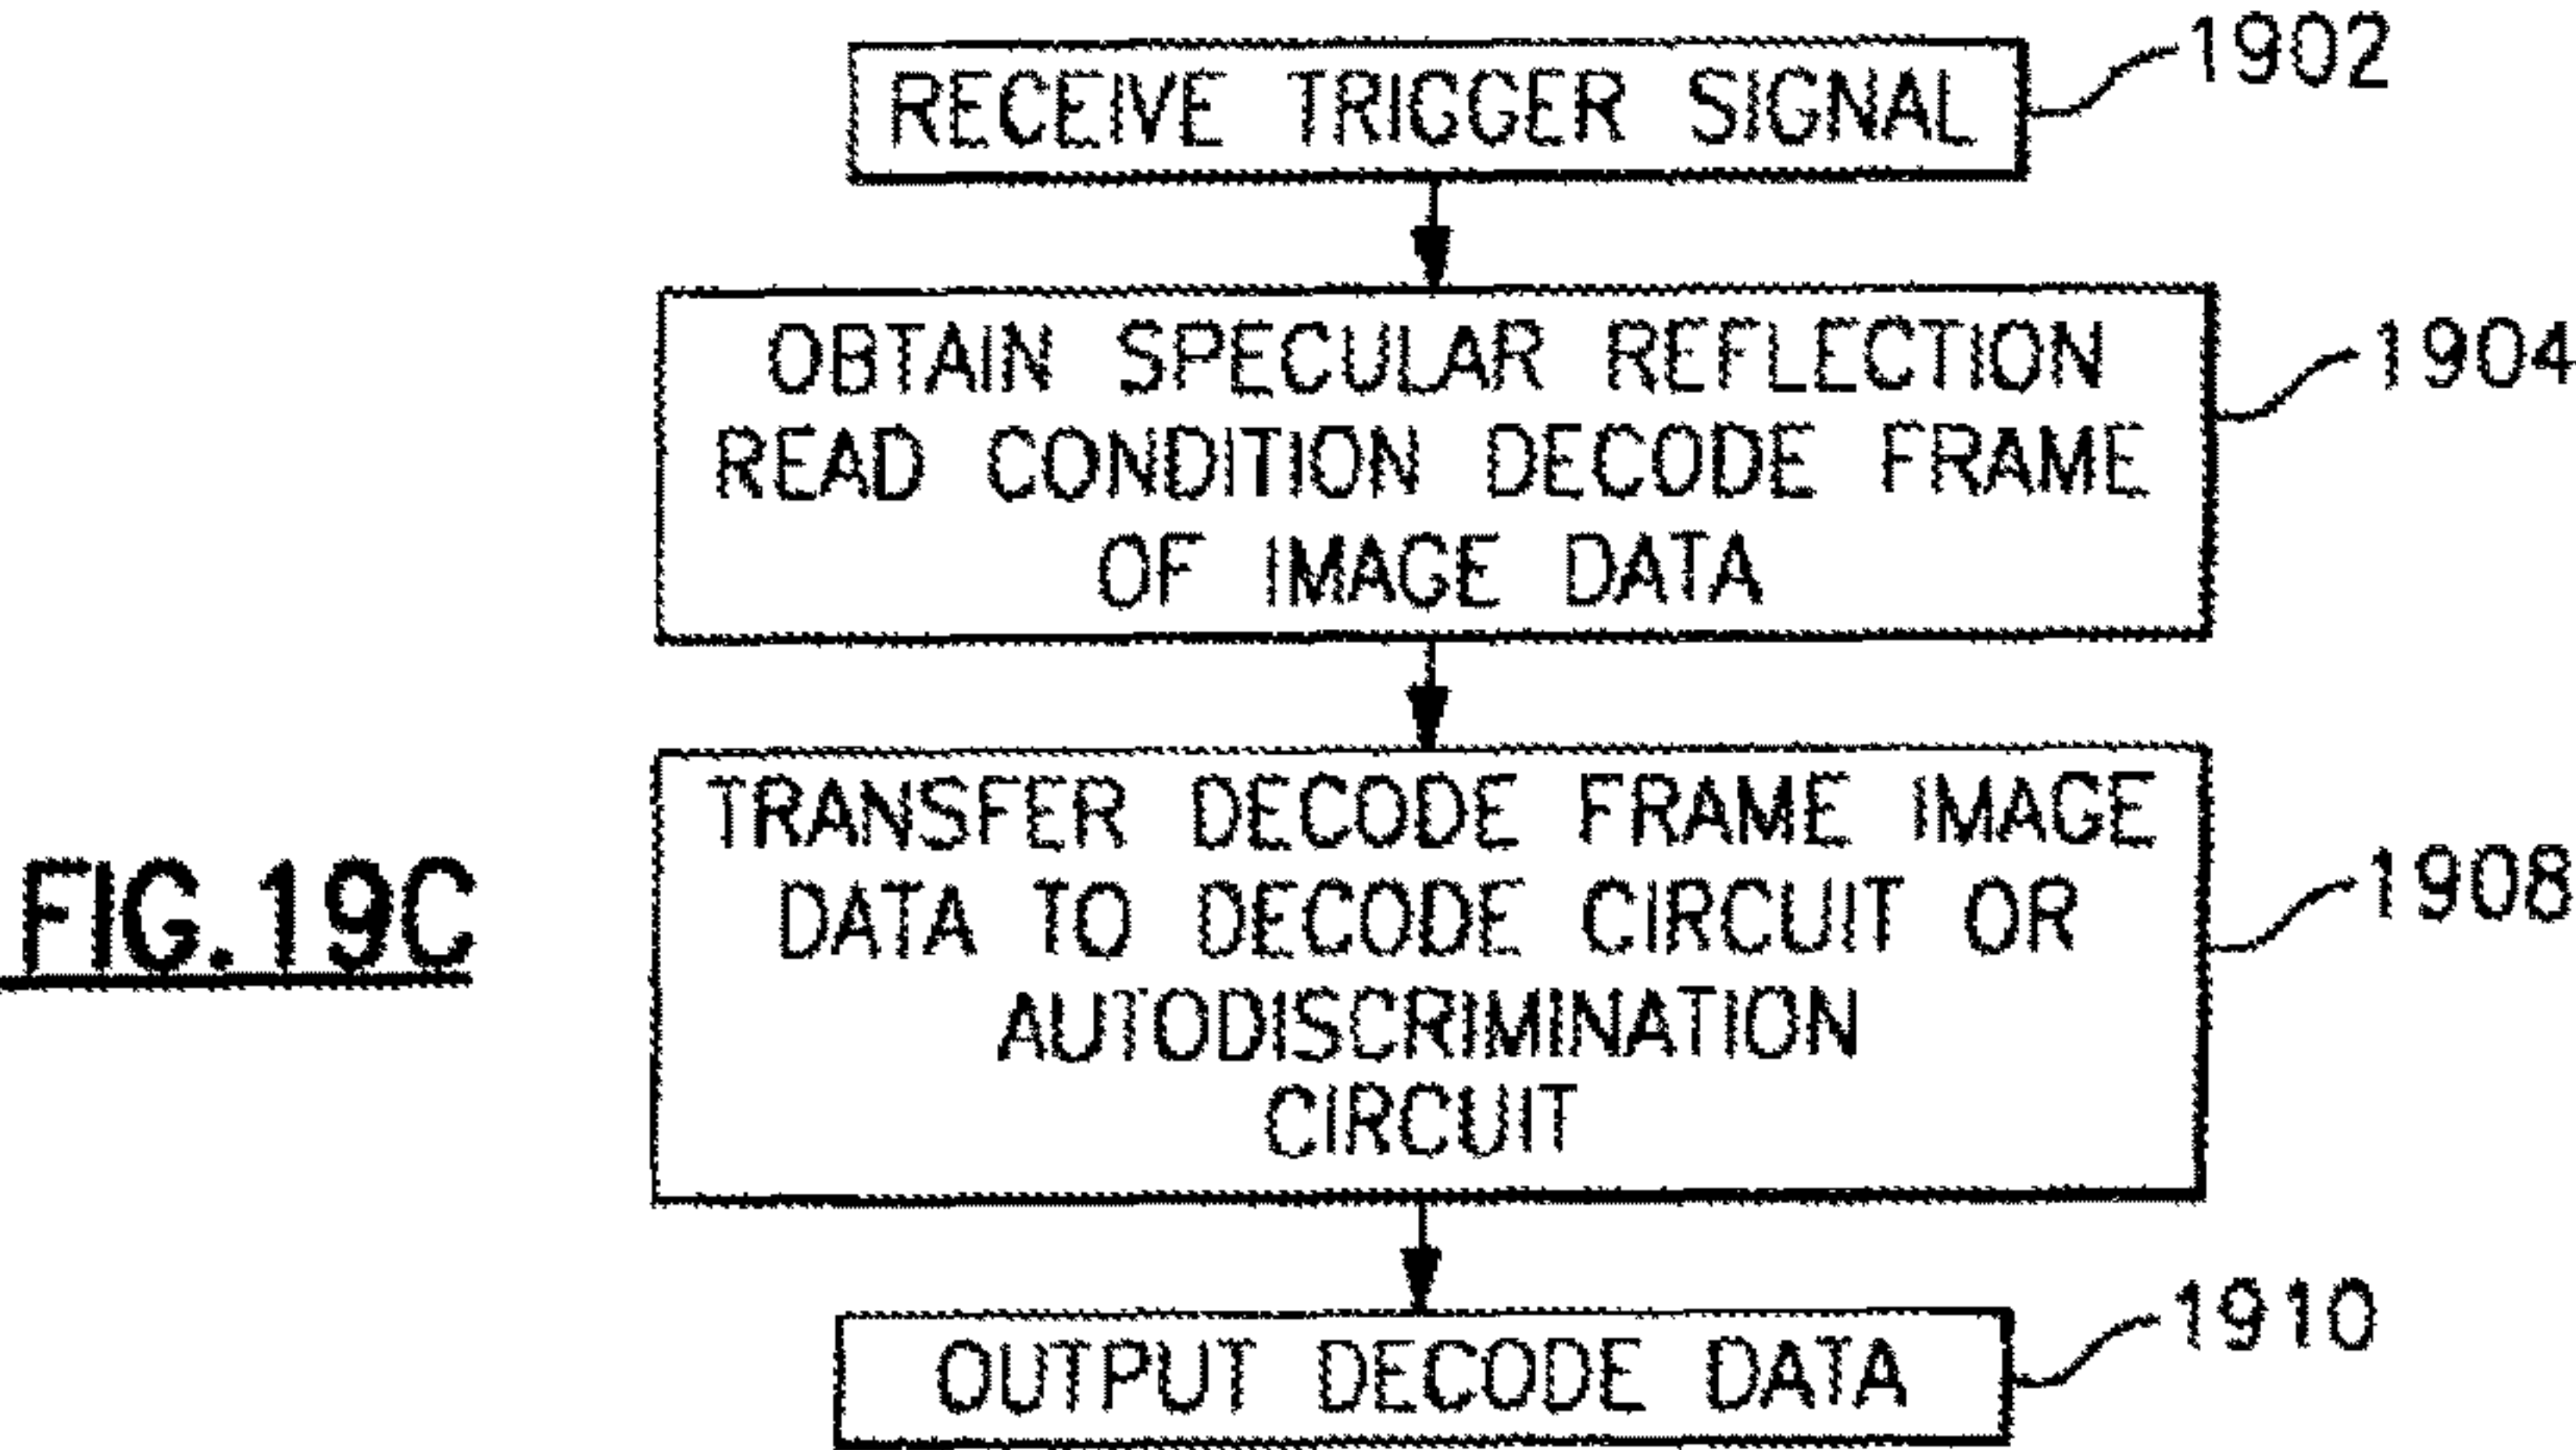 RECEIVE TRIGGER SIGNAL
1902
OBTAIN SPECULAR REFLECTION
READ CONDITION DECODE FRAME
OF IMAGE DATA
1904
TRANSFER DECODE FRAME IMAGE
DATA TO DECODE CIRCUIT OR
AUTODISCRIMINATION
CIRCUIT
1908
FIG.19C
OUTPUT DECODE DATA
1910